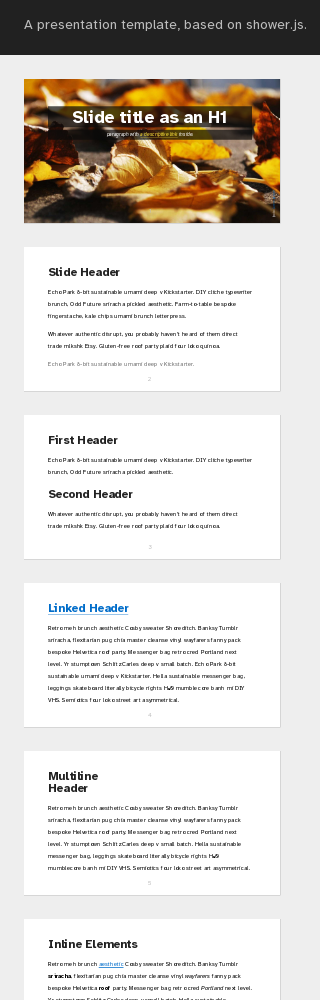 A presentation template, based on shower.js.
Slide title as an H1
paragraph with a descriptive link inside
1
Slide Header
Echo Park 8-bit sustainable umami deep v Kickstarter. DIY cliche typewriter
brunch. Odd Future sriracha pickled aesthetic. Farm-to-table bespoke
fingerstache, kale chips umami brunch letterpress.
Whatever authentic disrupt, you probably haven't heard of them direct
trade mlkshk Etsy. Gluten-free roof party plaid four loko quinoa.
Echo Park 8-bit sustainable umami deep v Kickstarter.
2
First Header
Echo Park 8-bit sustainable umami deep v Kickstarter. DIY cliche typewriter
brunch. Odd Future sriracha pickled aesthetic.
Second Header
Whatever authentic disrupt, you probably haven't heard of them direct
trade mlkshk Etsy. Gluten-free roof party plaid four loko quinoa.
3
Linked Header
Retro meh brunch aesthetic Cosby sweater Shoreditch. Banksy Tumblr
sriracha, flexitarian pug chia master cleanse vinyl wayfarers fanny pack
bespoke Helvetica roof party. Messenger bag retro cred Portland next
level. Yr stumptown Schlitz Carles deep v small batch. Echo Park 8-bit
sustainable umami deep v Kickstarter. Hella sustainable messenger bag,
leggings skateboard literally bicycle rights H&M mumblecore banh mi DIY
VHS. Semiotics four loko street art asymmetrical.
4
Multiline
Header
Retro meh brunch aesthetic Cosby sweater Shoreditch. Banksy Tumblr
sriracha, flexitarian pug chia master cleanse vinyl wayfarers fanny pack
bespoke Helvetica roof party. Messenger bag retro cred Portland next
level. Yr stumptown Schlitz Carles deep v small batch. Hella sustainable
messenger bag, leggings skateboard literally bicycle rights
mumblecore banh mi DIY VHS. Semiotics four loko street art asymmetrical.
5
Inline Elements
Retro meh brunch aesthetic Cosby sweater Shoreditch. Banksy Tumblr
sriracha, flexitarian pug chia master cleanse vinyl wayfarers fanny pack
bespoke Helvetica roof party. Messenger bag retro cred Portland next